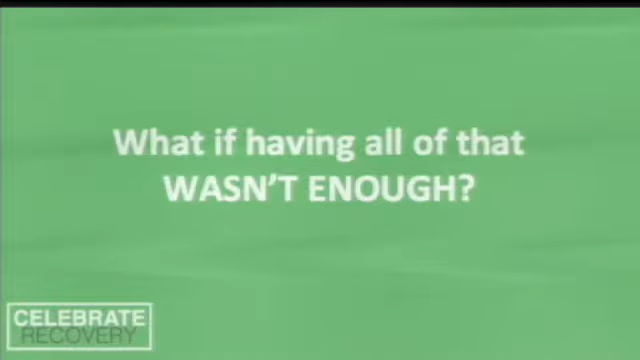 What if having all of that
WASN'T ENOUGH?
CELEBRATE
RECOVERY